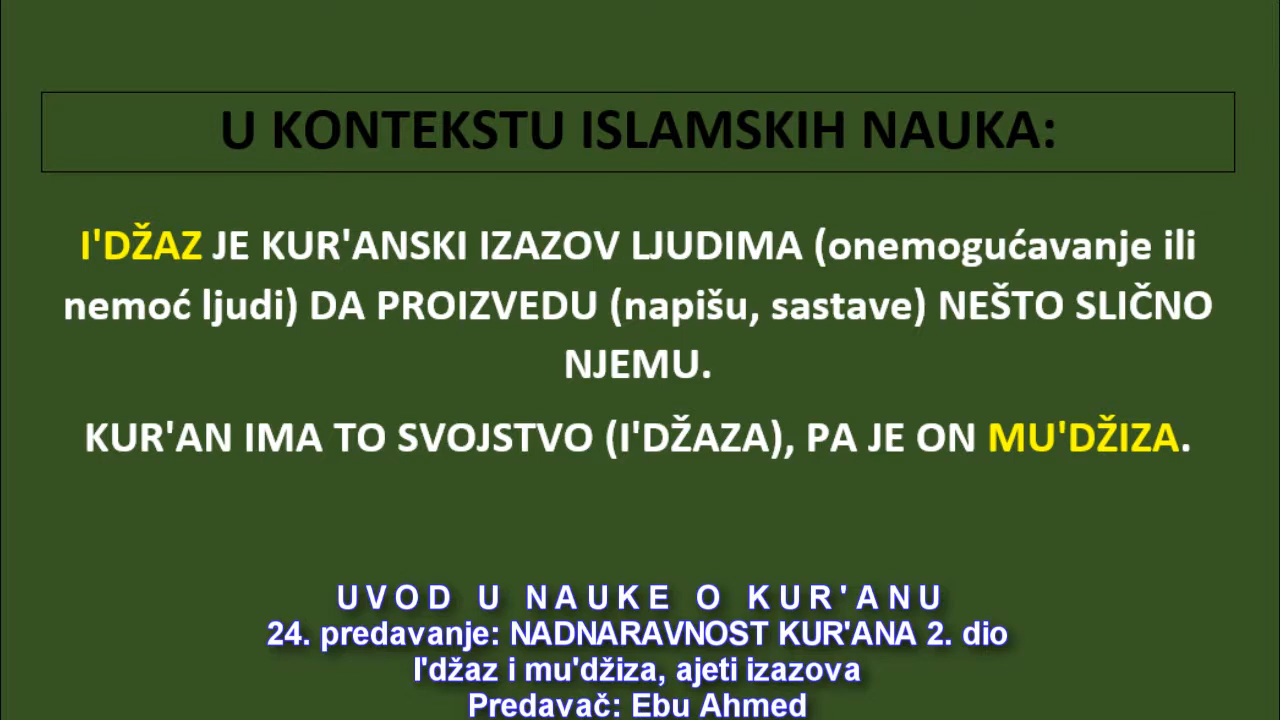 U KONTEKSTU ISLAMSKIH NAUKA:
I'DŽAZ JE KUR'ANSKI IZAZOV LJUDIMA (onemogućavanje ili
nemoć ljudi) DA PROIZVEDU (napišu, sastave) NEŠTO SLIČNO
NJEMU.
KUR'AN IMA TO SVOJSTVO (I'DŽAZA), PA JE ON MU'DŽIZA.
UVOD U NAUKE O KUR'ANU
24. predavanje: NADNARAVNOST KUR'ANA 2. dio
I'džaz i mu'džiza, ajeti izazova
Predavač: Ebu Ahmed